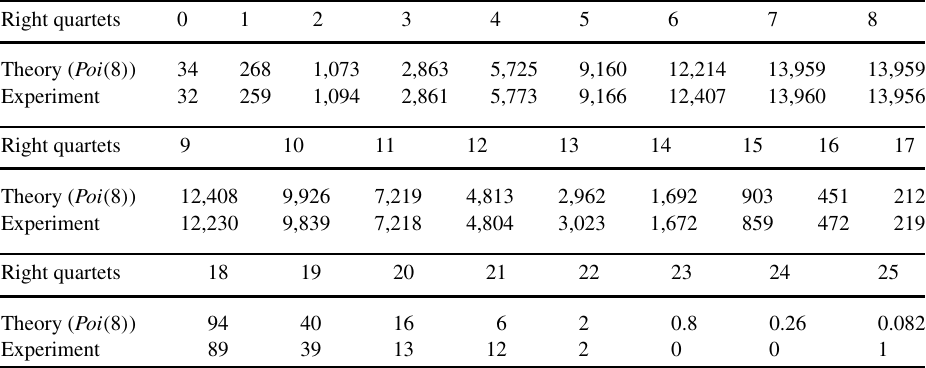 Right quartets 0 1 2 3 4 5 6 7 8
Theory (Poi(8)) 34 268 1,073 2,863 5,725 9,160 12,214 13,959 13,959
Experiment 32 259 1,094 2,861 5,773 9,166 12,407 13,960 13,956
Right quartets 9 10 11 12 13 14 15 16 17
Theory (Poi(8)) 12,408 9,926 7,219 4,813 2,962 1,692 903 451 212
Experiment 12,230 9,839 7,218 4,804 3,023 1,672 859 472 219
Right quartets 18 19 20 21 22 23 24 25
Theory (Poi(8)) 94 40 16 6 2 0.8 0.26 0.082
Experiment 89 39 13 12 2 0 0 1